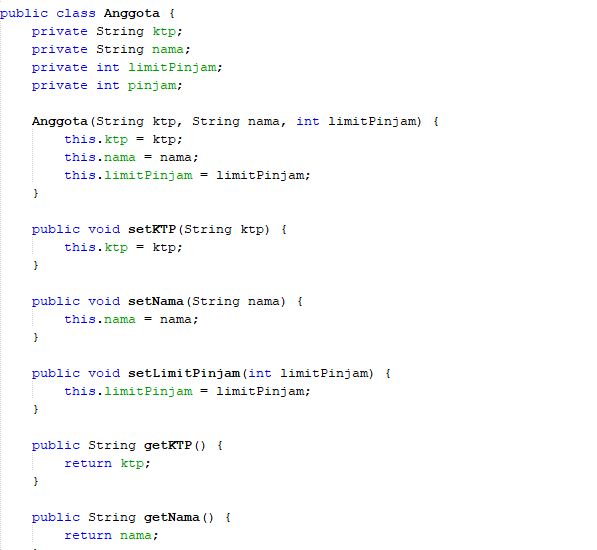 public class Anggota {
private String ktp;
private String nama;
private int limitPinjam;
private int pinjam;
Anggota(String ktp, String nama, int limitPinjam) {
this.ktp = ktp;
this.nama = nama;
this.limitPinjam = limitPinjam;
}
public void setKTP(String ktp) {
this.ktp = ktp;
}
public void setNama(String nama) {
this.nama = nama;
}
public void setLimitPinjam(int limitPinjam) {
this.limitPinjam = limitPinjam;
}
public String getKTP() {
return ktp;
}
public String getNama() {
return nama;